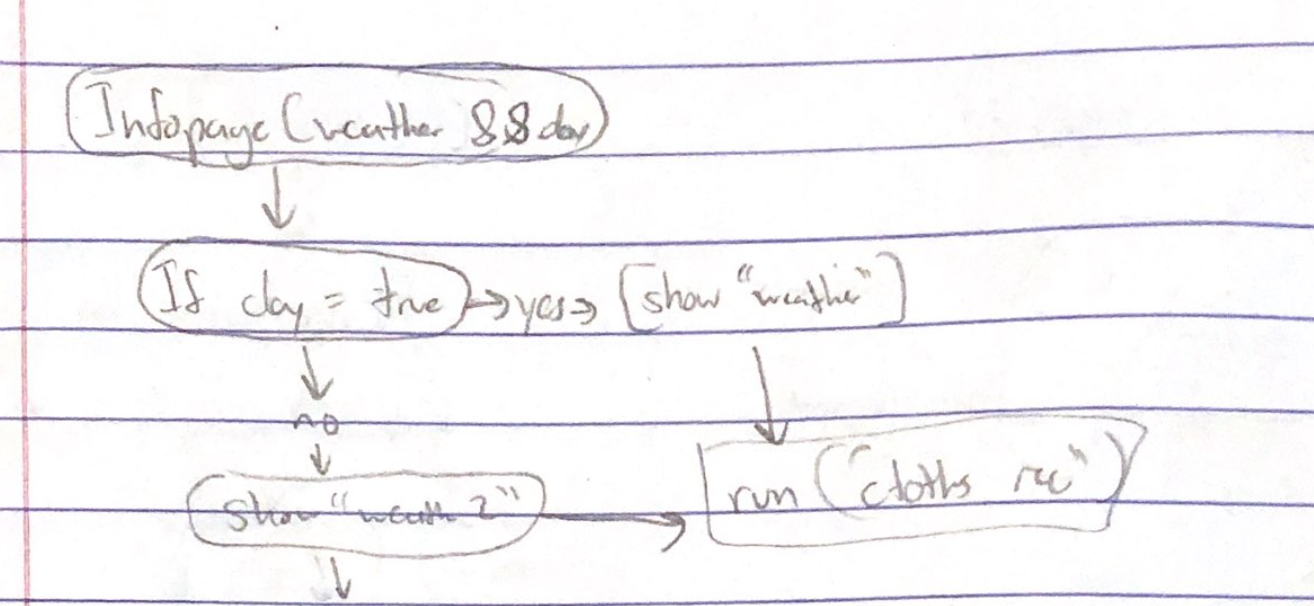 Infopage (weather && day)
If day = true → yes → [show "weather"]
no
show "weath 2"
run ("cloths rec")